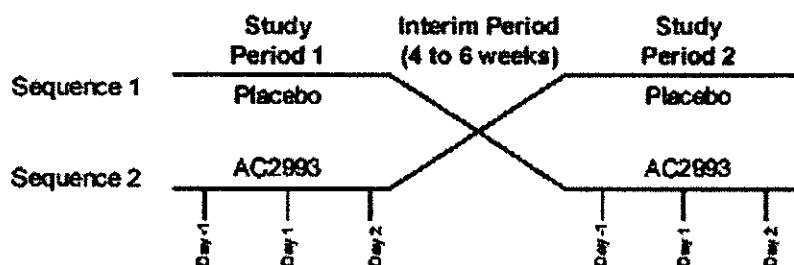 Study Period 1
Interim Period (4 to 6 weeks)
Study Period 2
Sequence 1
Placebo
Placebo
Sequence 2
AC2993
AC2993
Day -1
Day 1
Day 2
Day -1
Day 1
Day 2